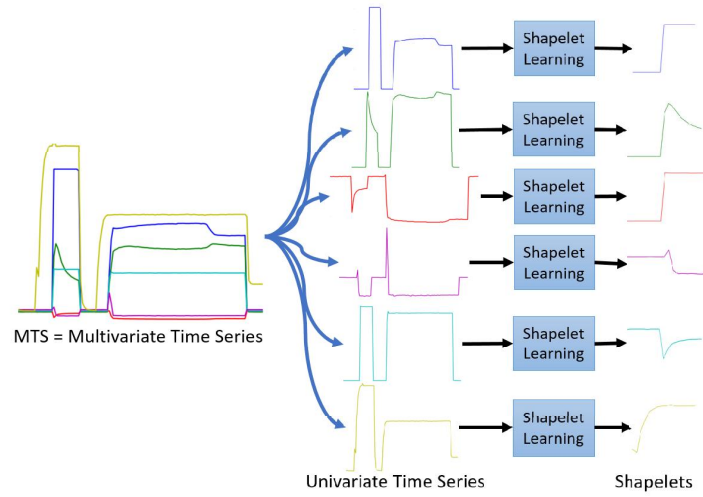 Shapelet
Learning
Shapelet
Learning
Shapelet
Learning
Shapelet
Learning
Shapelet
Learning
Shapelet
Learning
MTS = Multivariate Time Series
Univariate Time Series
Shapelets